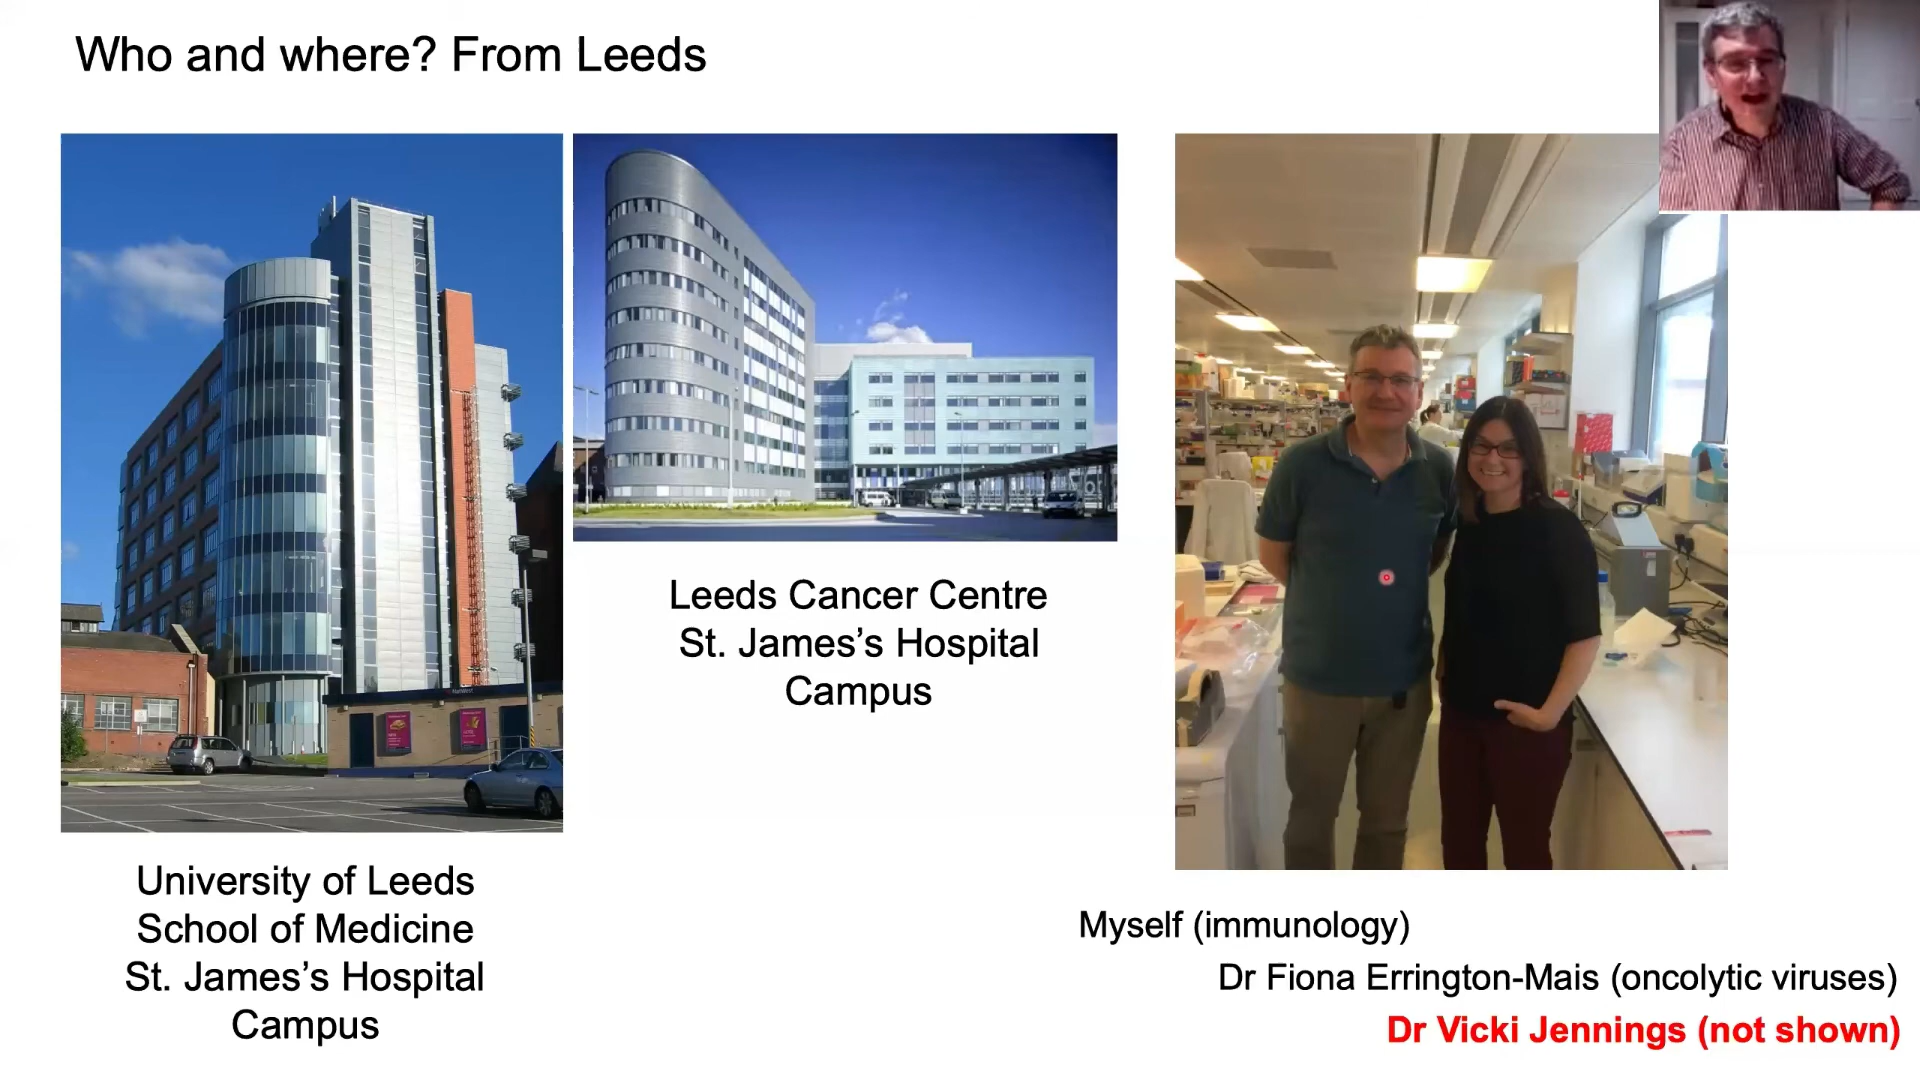 Who and where? From Leeds
University of Leeds
School of Medicine
St. James’s Hospital
Campus
Leeds Cancer Centre
St. James’s Hospital
Campus
Myself (immunology)
Dr Fiona Errington-Mais (oncolytic viruses)
Dr Vicki Jennings (not shown)